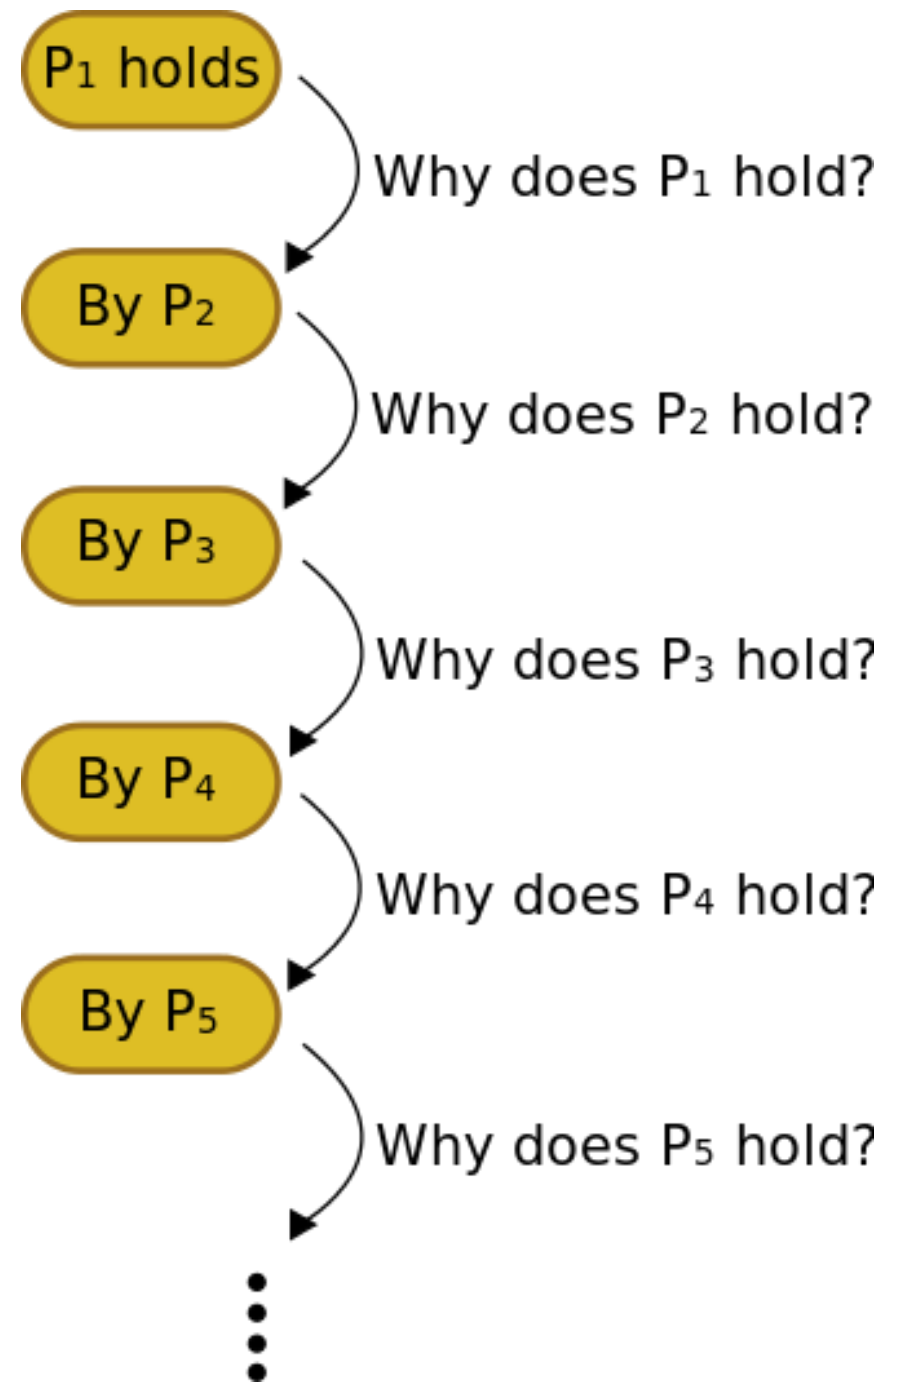 P₁ holds
Why does P₁ hold?
By P₂
Why does P₂ hold?
By P₃
Why does P₃ hold?
By P₄
Why does P₄ hold?
By P₅
Why does P₅ hold?